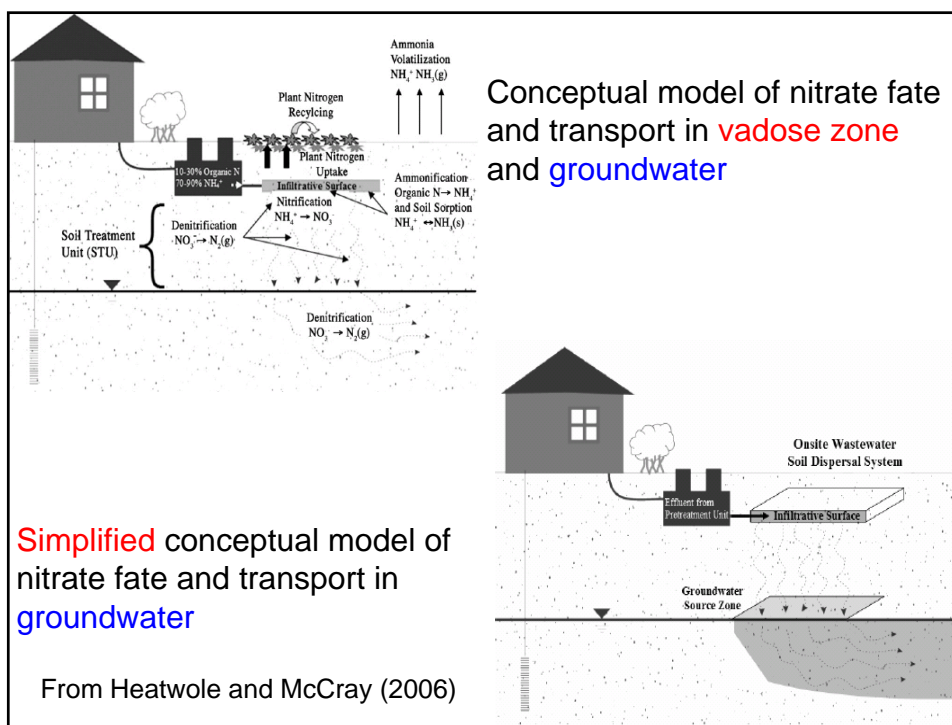 Ammonia
Volatilization
NH₄⁺ NH₃(g)
Plant Nitrogen
Recylcing
Plant Nitrogen
Uptake
10-30% Organic N
70-90% NH₄⁺
Infiltrative Surface
Nitrification
NH₄⁺ → NO₃⁻
Ammonification
Organic N→ NH₄⁺
and Soil Sorption
NH₄⁺ ↔NH₃(s)
Denitrification
NO₃⁻→ N₂(g)
Soil Treatment
Unit (STU)
Denitrification
NO₃⁻→ N₂(g)
Conceptual model of nitrate fate
and transport in vadose zone
and groundwater
Simplified conceptual model of
nitrate fate and transport in
groundwater
From Heatwole and McCray (2006)
Onsite Wastewater
Soil Dispersal System
Effluent from
Pretreatment Unit
Infiltrative Surface
Groundwater
Source Zone